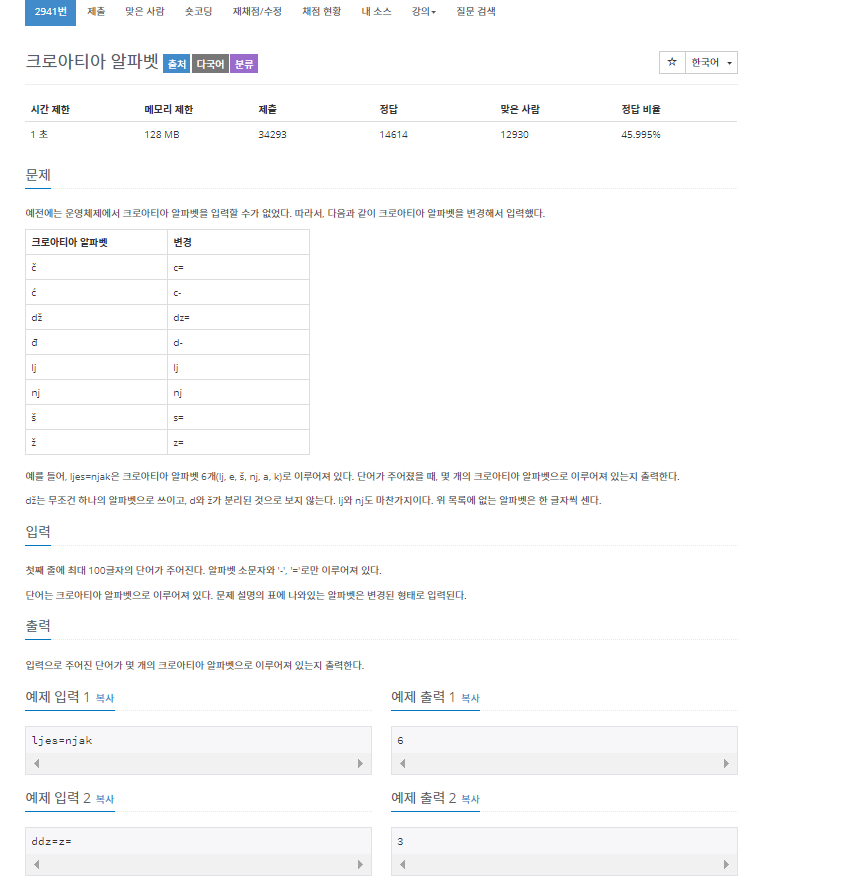 2941번 제출 맞은 사람 숏코딩 재채점/수정 채점 현황 내 소스 강의 질문 검색
크로아티아 알파벳 출처 다국어 분류 ☆ 한국어
시간 제한 메모리 제한 제출 정답 맞은 사람 정답 비율
1 초 128 MB 34293 14614 12930 45.995%
문제
예전에는 운영체제에서 크로아티아 알파벳을 입력할 수가 없었다. 따라서, 다음과 같이 크로아티아 알파벳을 변경해서 입력했다.
크로아티아 알파벳 변경
č c=
ć c-
dž dz=
đ d-
lj lj
nj nj
š s=
ž z=
예를 들어, ljes=njak은 크로아티아 알파벳 6개(lj, e, š, nj, a, k)로 이루어져 있다. 단어가 주어졌을 때, 몇 개의 크로아티아 알파벳으로 이루어져 있는지 출력한다.
dž는 무조건 하나의 알파벳으로 쓰이고, d와 ž가 분리된 것으로 보지 않는다. lj와 nj도 마찬가지이다. 위 목록에 없는 알파벳은 한 글자씩 센다.
입력
첫째 줄에 최대 100글자의 단어가 주어진다. 알파벳 소문자와 '-', '='로만 이루어져 있다.
단어는 크로아티아 알파벳으로 이루어져 있다. 문제 설명의 표에 나와있는 알파벳은 변경된 형태로 입력된다.
출력
입력으로 주어진 단어가 몇 개의 크로아티아 알파벳으로 이루어져 있는지 출력한다.
예제 입력 1 복사 예제 출력 1 복사
ljes=njak 6
예제 입력 2 복사 예제 출력 2 복사
ddz=z= 3